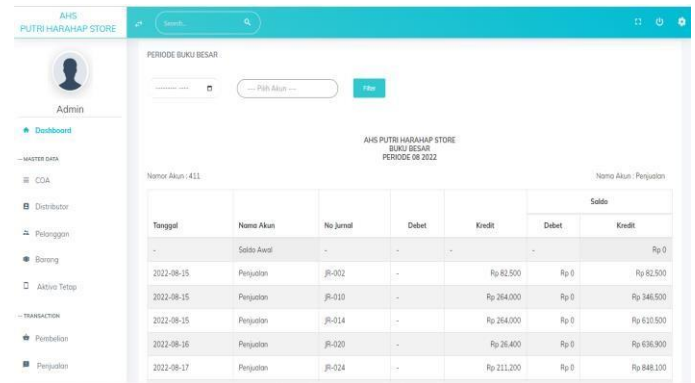 AHS
PUTRI HARAHAP STORE
Search...
Admin
Dashboard
MASTER DATA
COA
Distributor
Pelanggan
Barang
Aktiva Tetap
TRANSACTION
Pembelian
Penjualan
PERIODE BUKU BESAR
--------- ----
--- Pilih Akun ---
Filter
AHS PUTRI HARAHAP STORE
BUKU BESAR
PERIODE 08 2022
Nomor Akun : 411 Nama Akun : Penjualan
Saldo
Tanggal Nama Akun No Jurnal Debet Kredit Debet Kredit
- Saldo Awal - - - - Rp 0
2022-08-15 Penjualan JR-002 - Rp 82,500 Rp 0 Rp 82,500
2022-08-15 Penjualan JR-010 - Rp 264,000 Rp 0 Rp 346,500
2022-08-15 Penjualan JR-014 - Rp 264,000 Rp 0 Rp 610,500
2022-08-16 Penjualan JR-020 - Rp 26,400 Rp 0 Rp 636,900
2022-08-17 Penjualan JR-024 - Rp 211,200 Rp 0 Rp 848,100